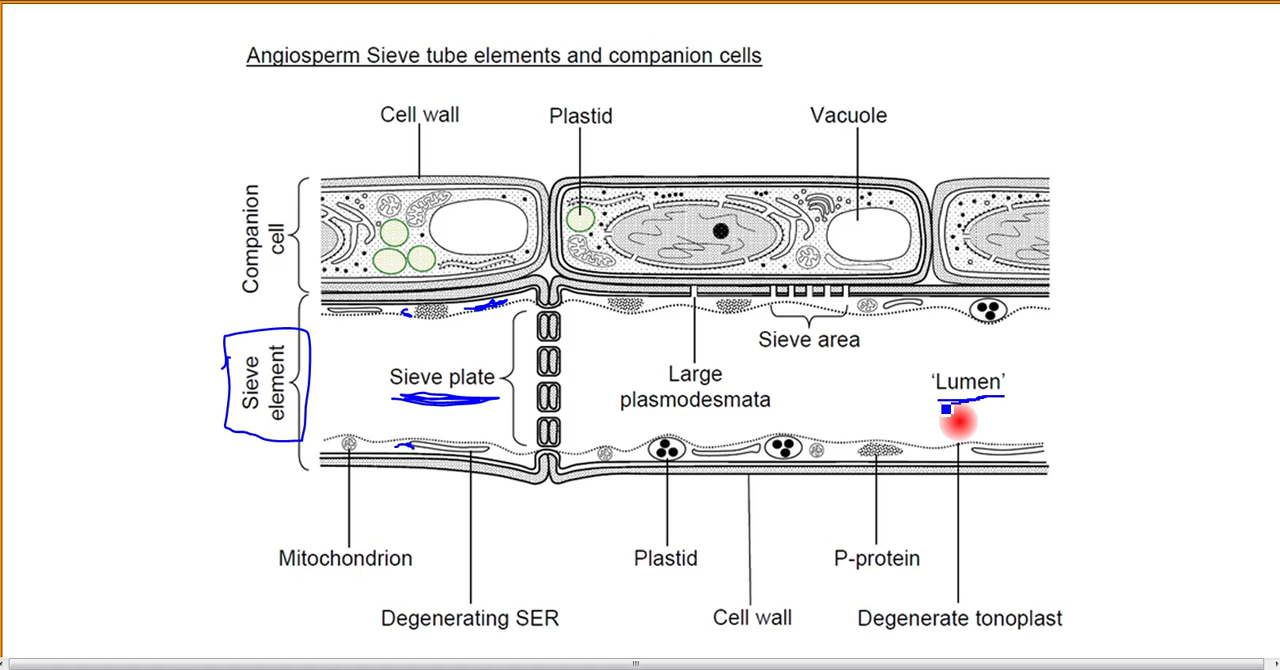 Angiosperm Sieve tube elements and companion cells
Cell wall
Plastid
Vacuole
Companion
cell
Sieve area
Sieve
element
Sieve plate
Large
plasmodesmata
‘Lumen’
Mitochondrion
Plastid
P-protein
Degenerating SER
Cell wall
Degenerate tonoplast